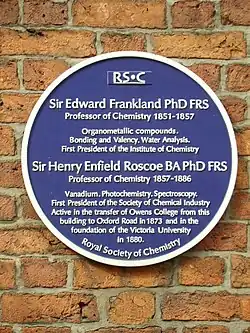 RS•C
Sir Edward Frankland PhD FRS
Professor of Chemistry 1851-1857
Organometallic compounds.
Bonding and Valency. Water Analysis.
First President of the Institute of Chemistry
Sir Henry Enfield Roscoe BA PhD FRS
Professor of Chemistry 1857-1886
Vanadium. Photochemistry. Spectroscopy.
First President of the Society of Chemical Industry
Active in the transfer of Owens College from this
building to Oxford Road in 1873 and in the
foundation of the Victoria University
in 1880.
Royal Society of Chemistry